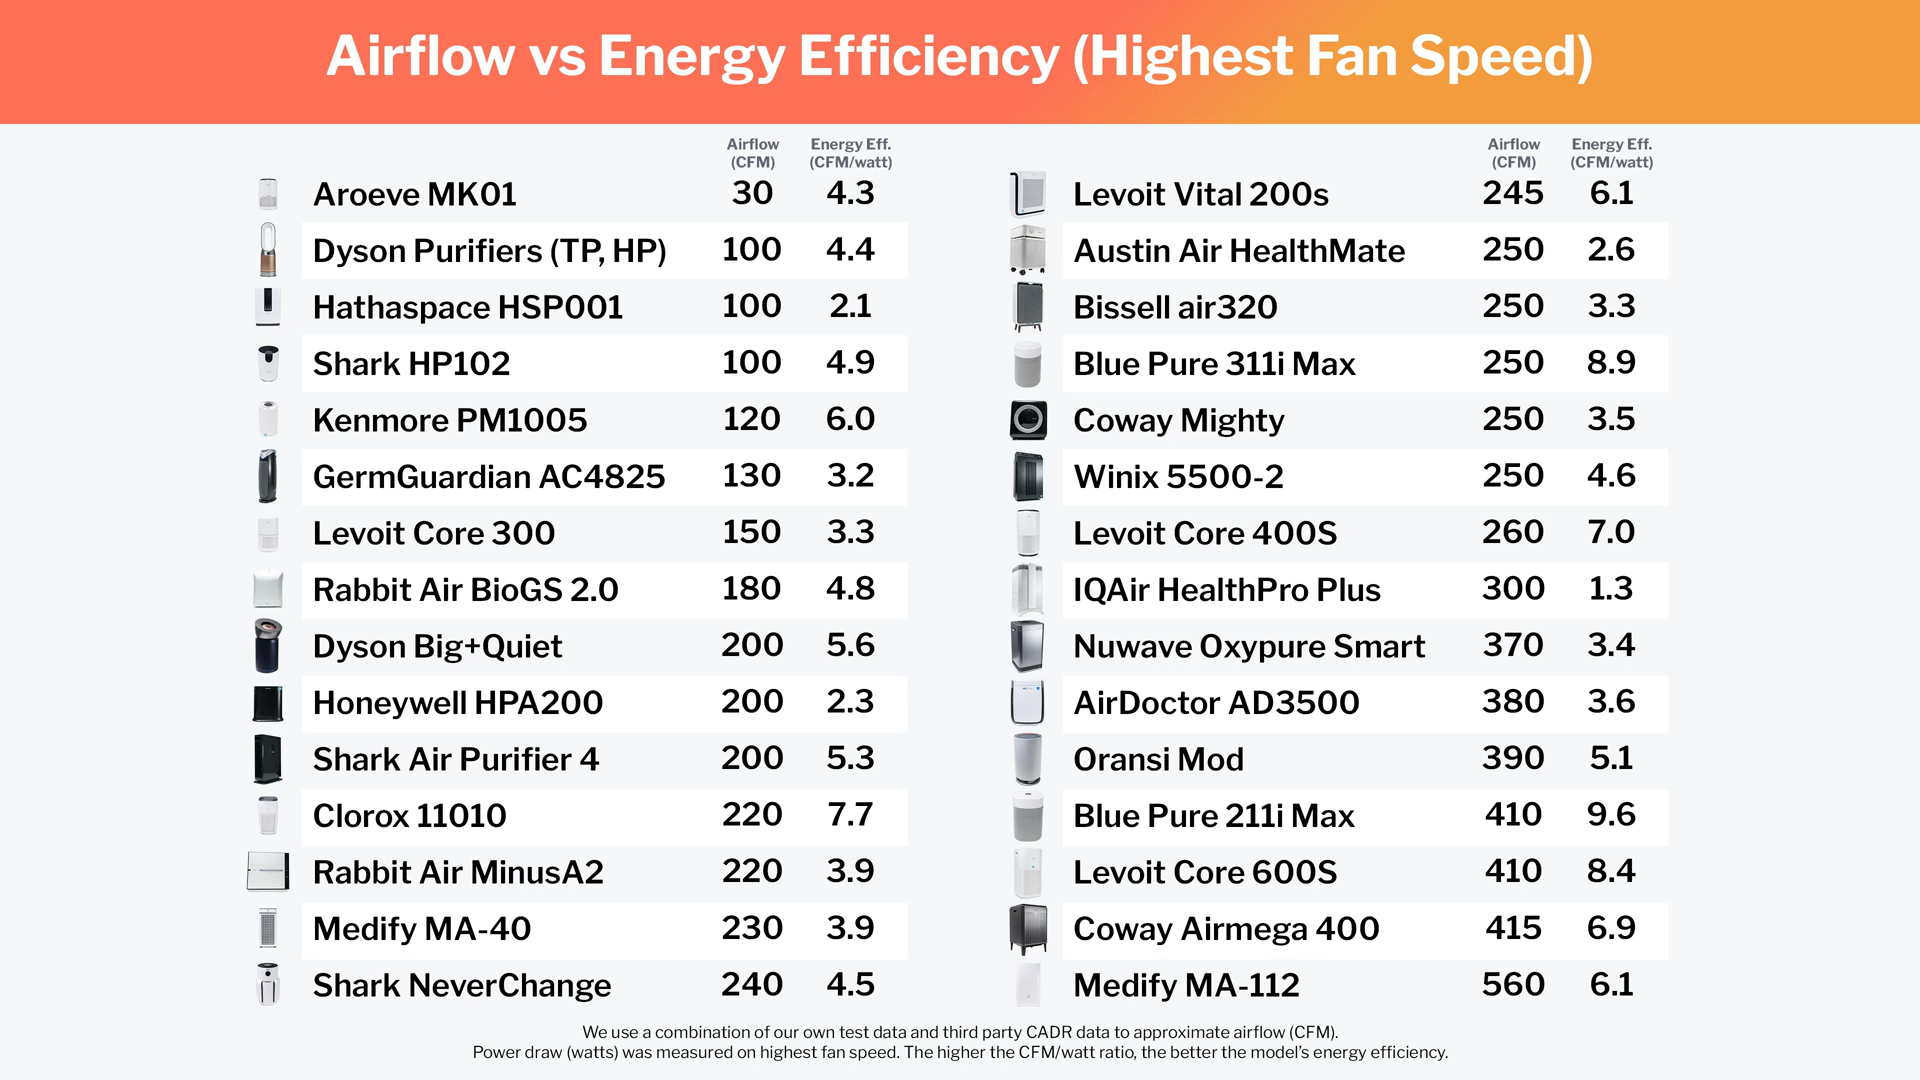 Airflow vs Energy Efficiency (Highest Fan Speed)
Airflow (CFM) Energy Eff. (CFM/watt)
Aroeve MK01 30 4.3
Dyson Purifiers (TP, HP) 100 4.4
Hathaspace HSP001 100 2.1
Shark HP102 100 4.9
Kenmore PM1005 120 6.0
GermGuardian AC4825 130 3.2
Levoit Core 300 150 3.3
Rabbit Air BioGS 2.0 180 4.8
Dyson Big+Quiet 200 5.6
Honeywell HPA200 200 2.3
Shark Air Purifier 4 200 5.3
Clorox 11010 220 7.7
Rabbit Air MinusA2 220 3.9
Medify MA-40 230 3.9
Shark NeverChange 240 4.5
Airflow (CFM) Energy Eff. (CFM/watt)
Levoit Vital 200s 245 6.1
Austin Air HealthMate 250 2.6
Bissell air320 250 3.3
Blue Pure 311i Max 250 8.9
Coway Mighty 250 3.5
Winix 5500-2 250 4.6
Levoit Core 400S 260 7.0
IQAir HealthPro Plus 300 1.3
Nuwave Oxypure Smart 370 3.4
AirDoctor AD3500 380 3.6
Oransi Mod 390 5.1
Blue Pure 211i Max 410 9.6
Levoit Core 600S 410 8.4
Coway Airmega 400 415 6.9
Medify MA-112 560 6.1
We use a combination of our own test data and third party CADR data to approximate airflow (CFM).
Power draw (watts) was measured on highest fan speed. The higher the CFM/watt ratio, the better the model's energy efficiency.